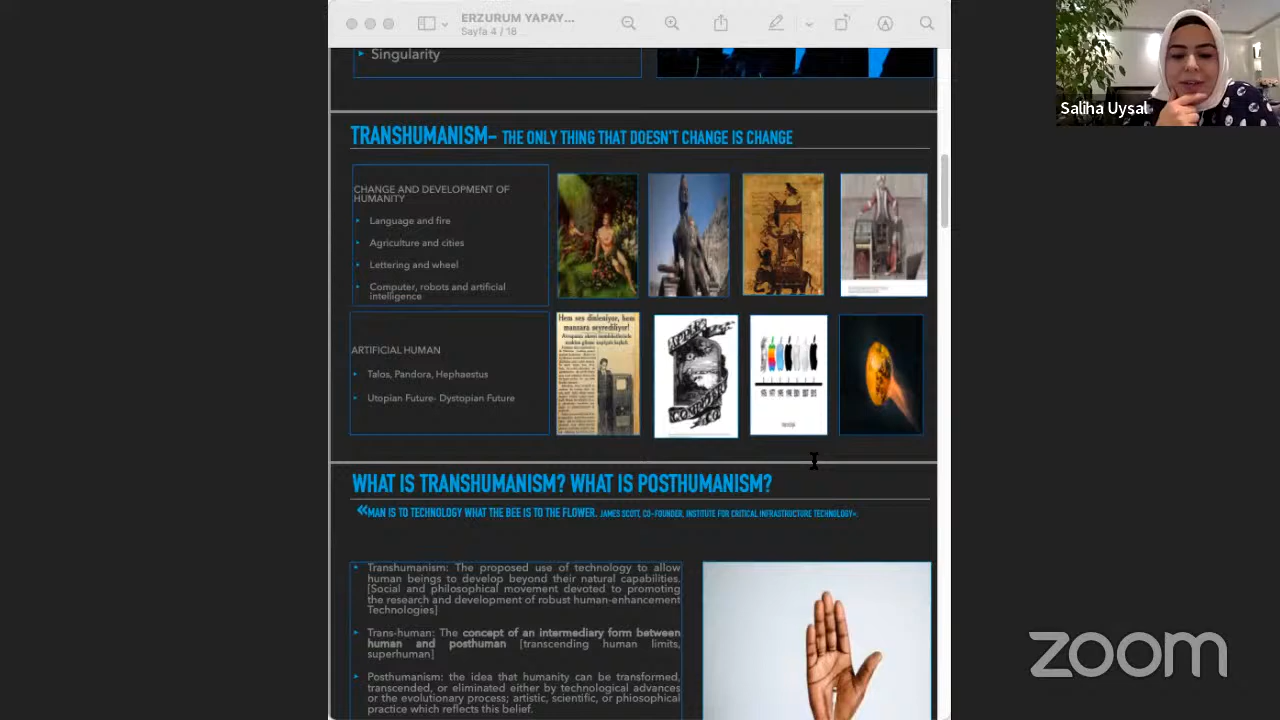 ERZURUM YAPAY...
Sayfa 4 / 18
Saliha Uysal
Singularity
TRANSHUMANISM- THE ONLY THING THAT DOESN'T CHANGE IS CHANGE
CHANGE AND DEVELOPMENT OF
HUMANITY
Language and fire
Agriculture and cities
Lettering and wheel
Computer, robots and artificial
intelligence
Hem ses dinleniyor, hem
manzara seyrediliyor!
ARTIFICIAL HUMAN
Talos, Pandora, Hephaestus
Utopian Future- Dystopian Future
WHAT IS TRANSHUMANISM? WHAT IS POSTHUMANISM?
«MAN IS TO TECHNOLOGY WHAT THE BEE IS TO THE FLOWER. JAMES SCOTT, CO-FOUNDER, INSTITUTE FOR CRITICAL INFRASTRUCTURE TECHNOLOGY».
Transhumanism: The proposed use of technology to allow
human beings to develop beyond their natural capabilities.
[Social and philosophical movement devoted to promoting
the research and development of robust human-enhancement
Technologies]
Trans-human: The concept of an intermediary form between
human and posthuman [transcending human limits,
superhuman]
Posthumanism: the idea that humanity can be transformed,
transcended, or eliminated either by technological advances
or the evolutionary process; artistic, scientific, or phiosophical
practice which reflects this belief.
zoom